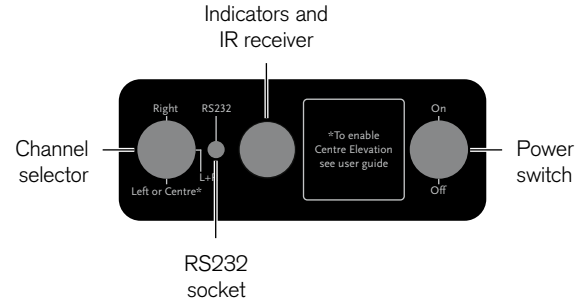 Indicators and
IR receiver
Right
RS232
On
*To enable
Centre Elevation
see user guide
Channel
selector
L+R
Left or Centre*
Off
Power
switch
RS232
socket